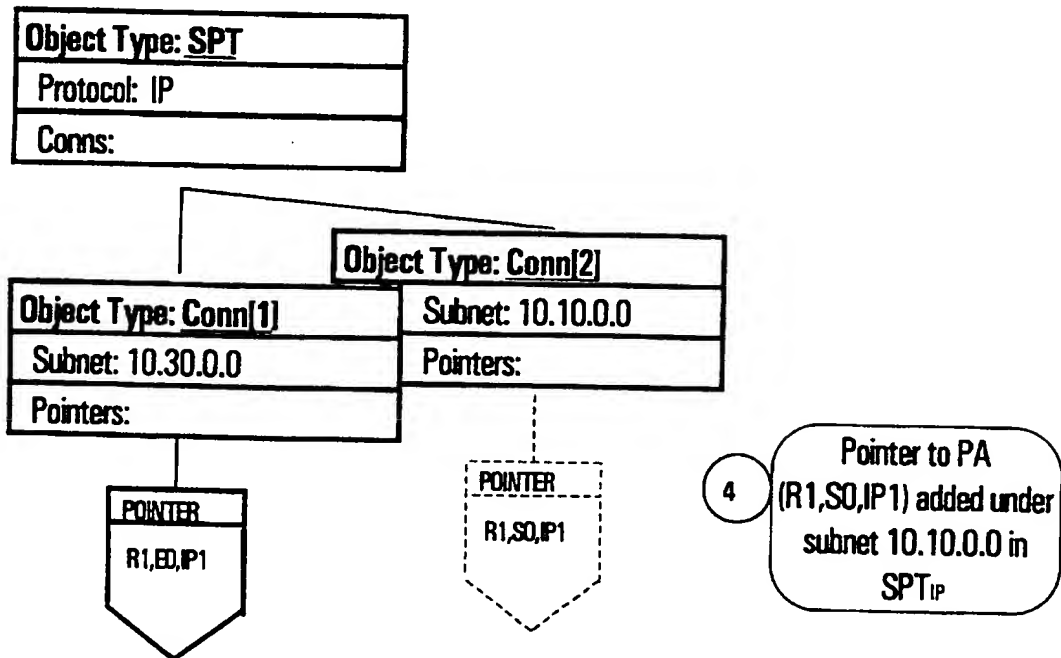 Object Type: SPT
Protocol: IP
Conns:
Object Type: Conn[2]
Subnet: 10.10.0.0
Pointers:
Object Type: Conn[1]
Subnet: 10.30.0.0
Pointers:
POINTER
R1,E0,IP1
POINTER
R1,S0,IP1
4
Pointer to PA
(R1,S0,IP1) added under
subnet 10.10.0.0 in
SPTIP